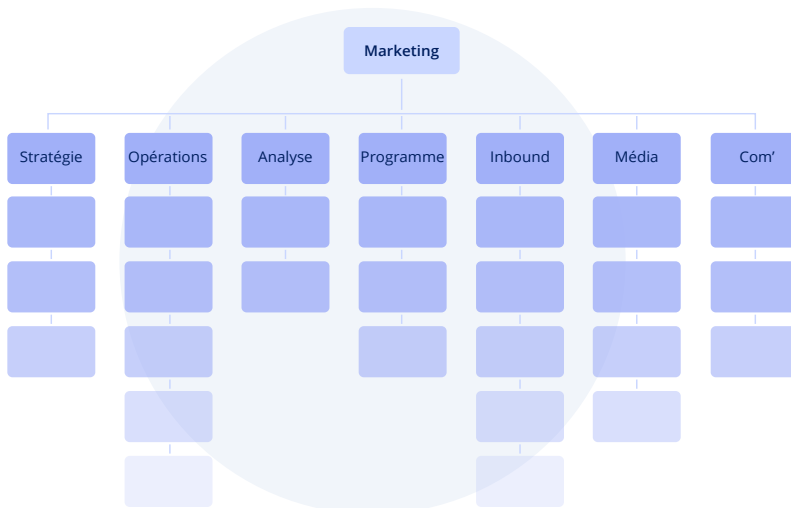 Marketing
Stratégie
Opérations
Analyse
Programme
Inbound
Média
Com’